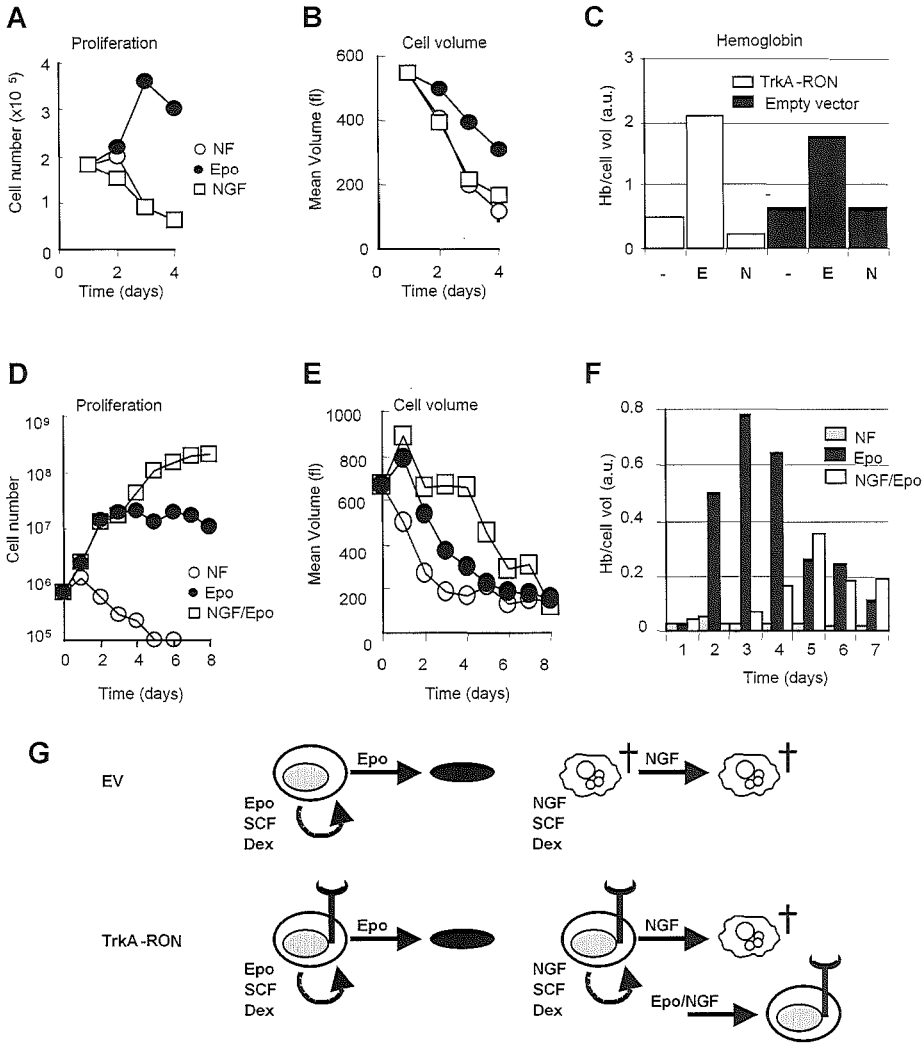 A
Proliferation
Cell number (x10⁻⁵)
4
3
2
1
0
0
2
4
Time (days)
NF
Epo
NGF
B
Cell volume
Mean Volume (fl)
600
400
200
0
0
2
4
Time (days)
C
Hemoglobin
Hb/cell vol (a.u.)
3
2
1
0
TrkA-RON
Empty vector
- E N - E N
D
Proliferation
Cell number
10⁹
10⁸
10⁷
10⁶
10⁵
0 2 4 6 8
Time (days)
NF
Epo
NGF/Epo
E
Cell volume
Mean Volume (fl)
1000
800
600
400
200
0
0 2 4 6 8
Time (days)
F
Hb/cell vol (a.u.)
0.8
0.6
0.4
0.2
0
1 2 3 4 5 6 7
Time (days)
NF
Epo
NGF/Epo
G
EV
Epo
Epo
SCF
Dex
NGF
NGF
SCF
Dex
TrkA-RON
Epo
Epo
SCF
Dex
NGF
NGF
SCF
Dex
Epo/NGF